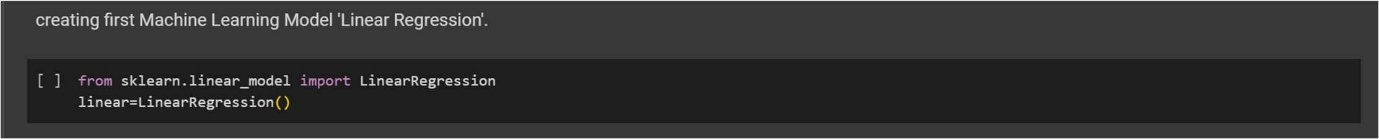 creating first Machine Learning Model 'Linear Regression'.
[ ] from sklearn.linear_model import LinearRegression
linear=LinearRegression()